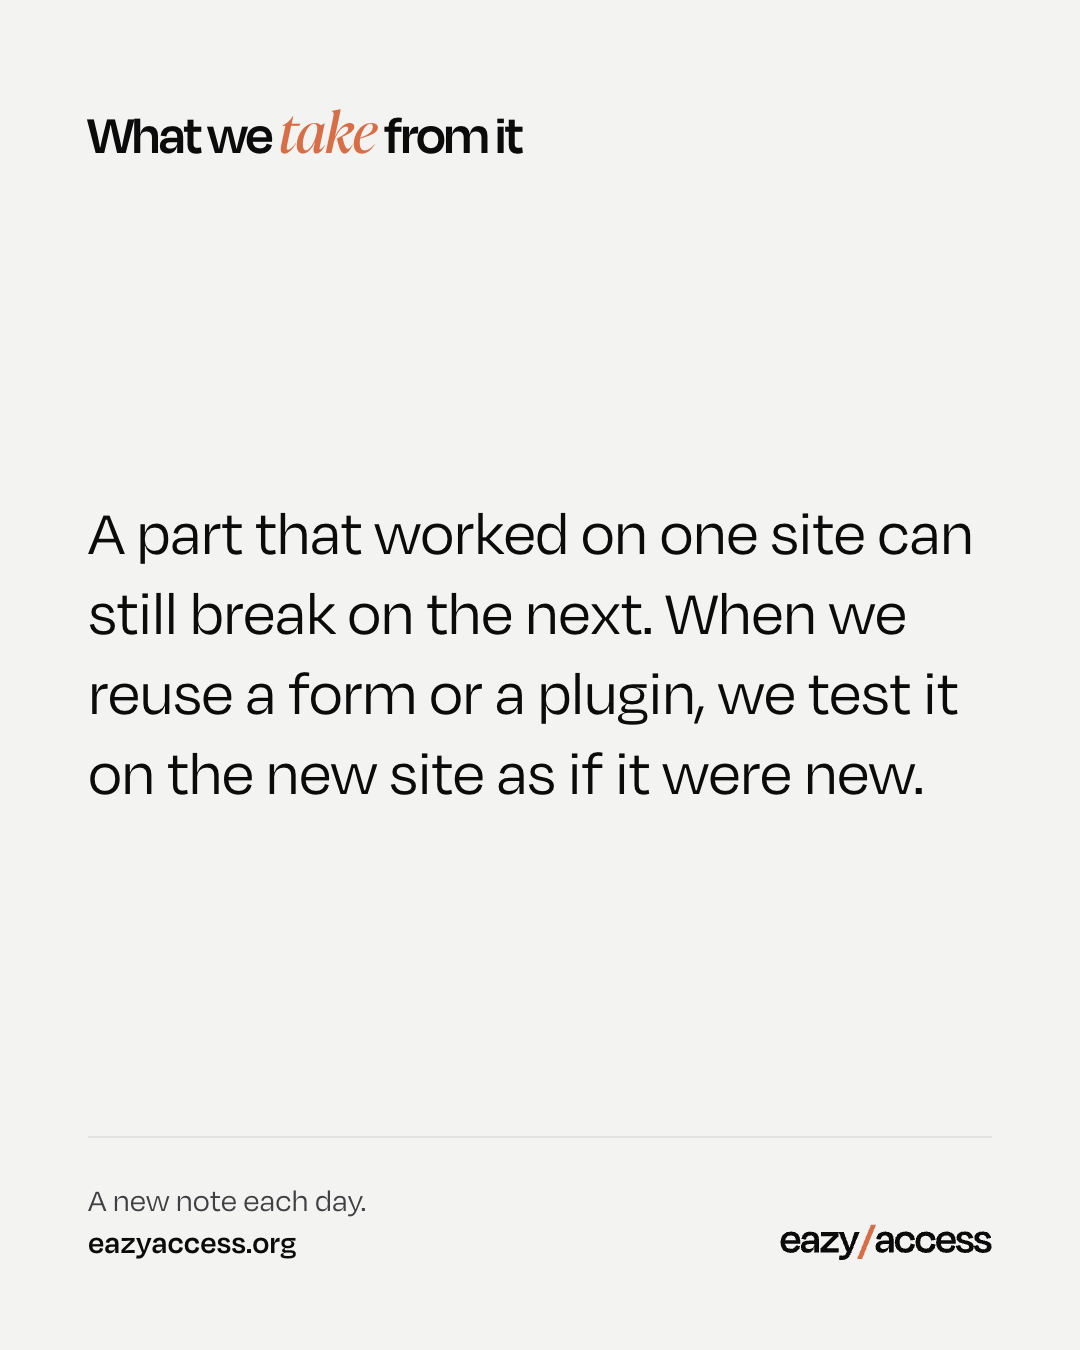 What we take from it
A part that worked on one site can
still break on the next. When we
reuse a form or a plugin, we test it
on the new site as if it were new.
A new note each day.
eazyaccess.org
eazy/access